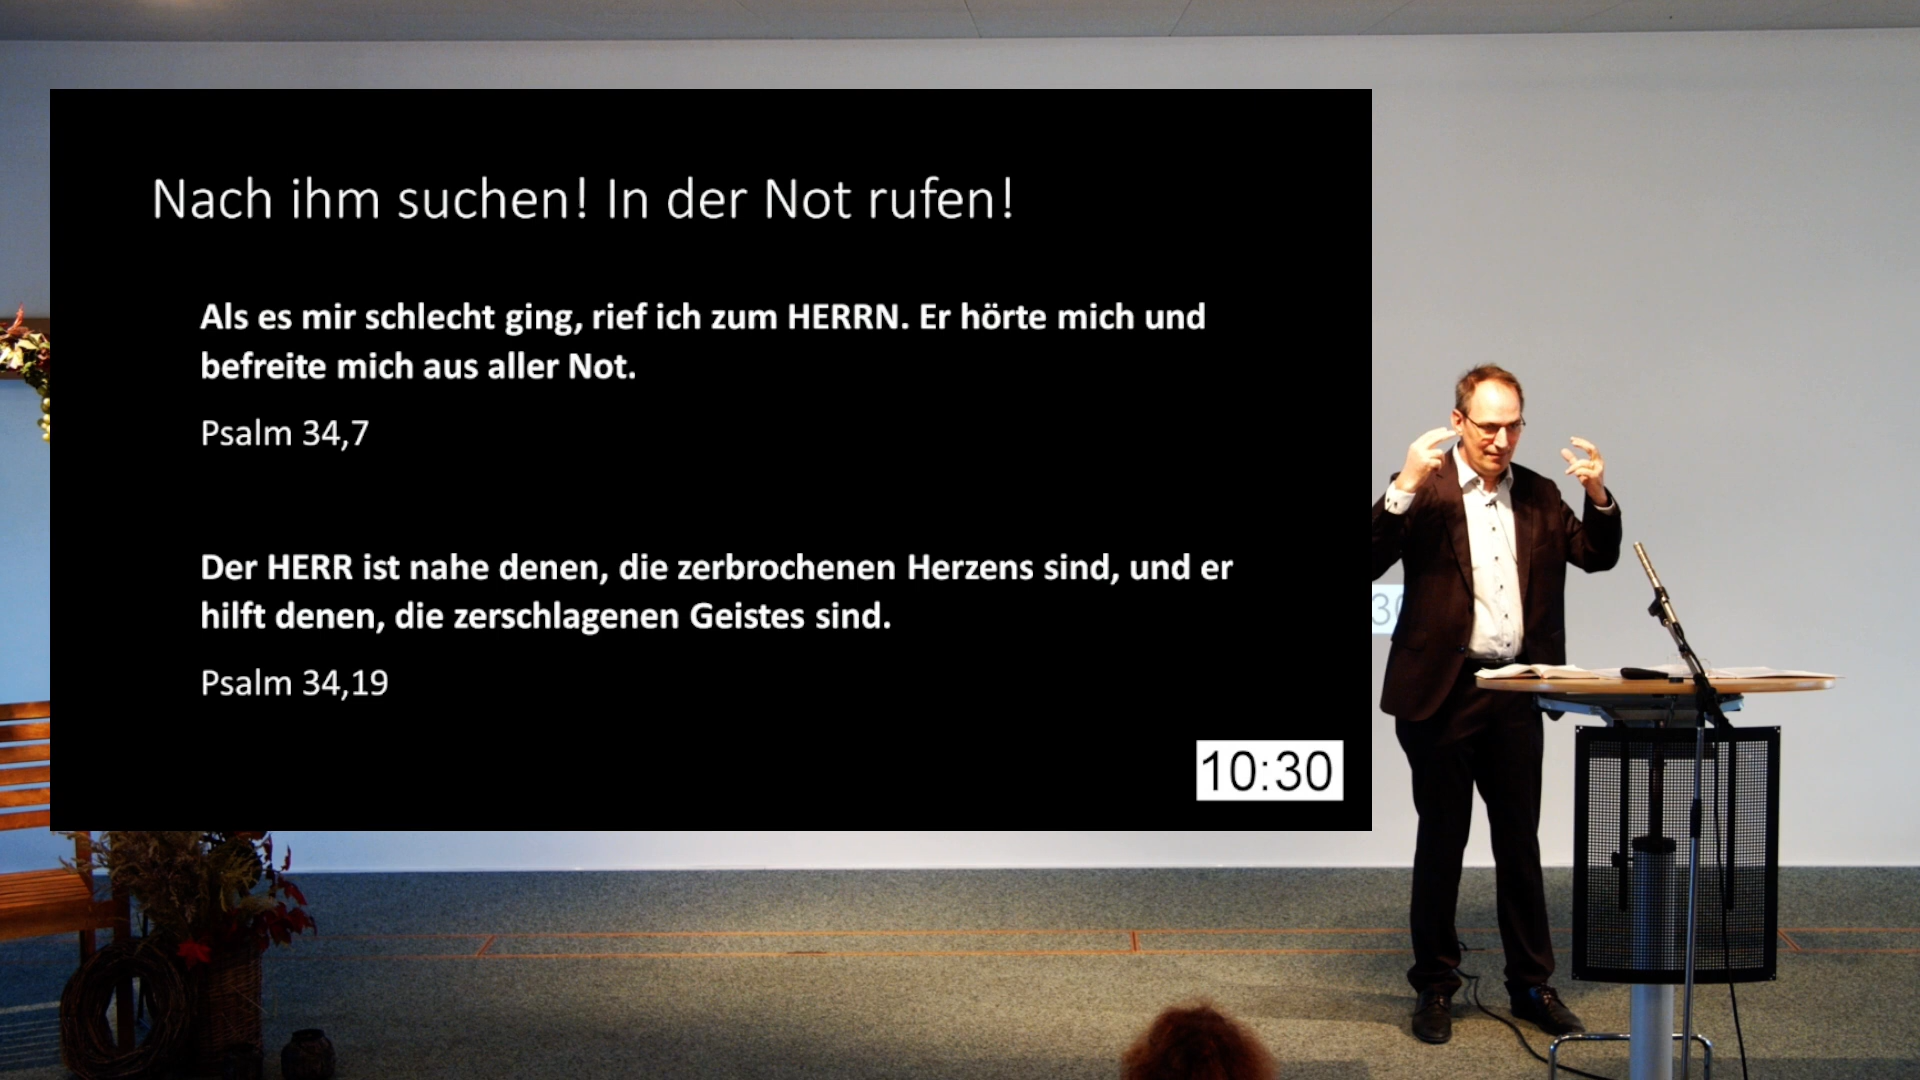 Nach ihm suchen! In der Not rufen!
Als es mir schlecht ging, rief ich zum HERRN. Er hörte mich und
befreite mich aus aller Not.
Psalm 34,7
Der HERR ist nahe denen, die zerbrochenen Herzens sind, und er
hilft denen, die zerschlagenen Geistes sind.
Psalm 34,19
10:30